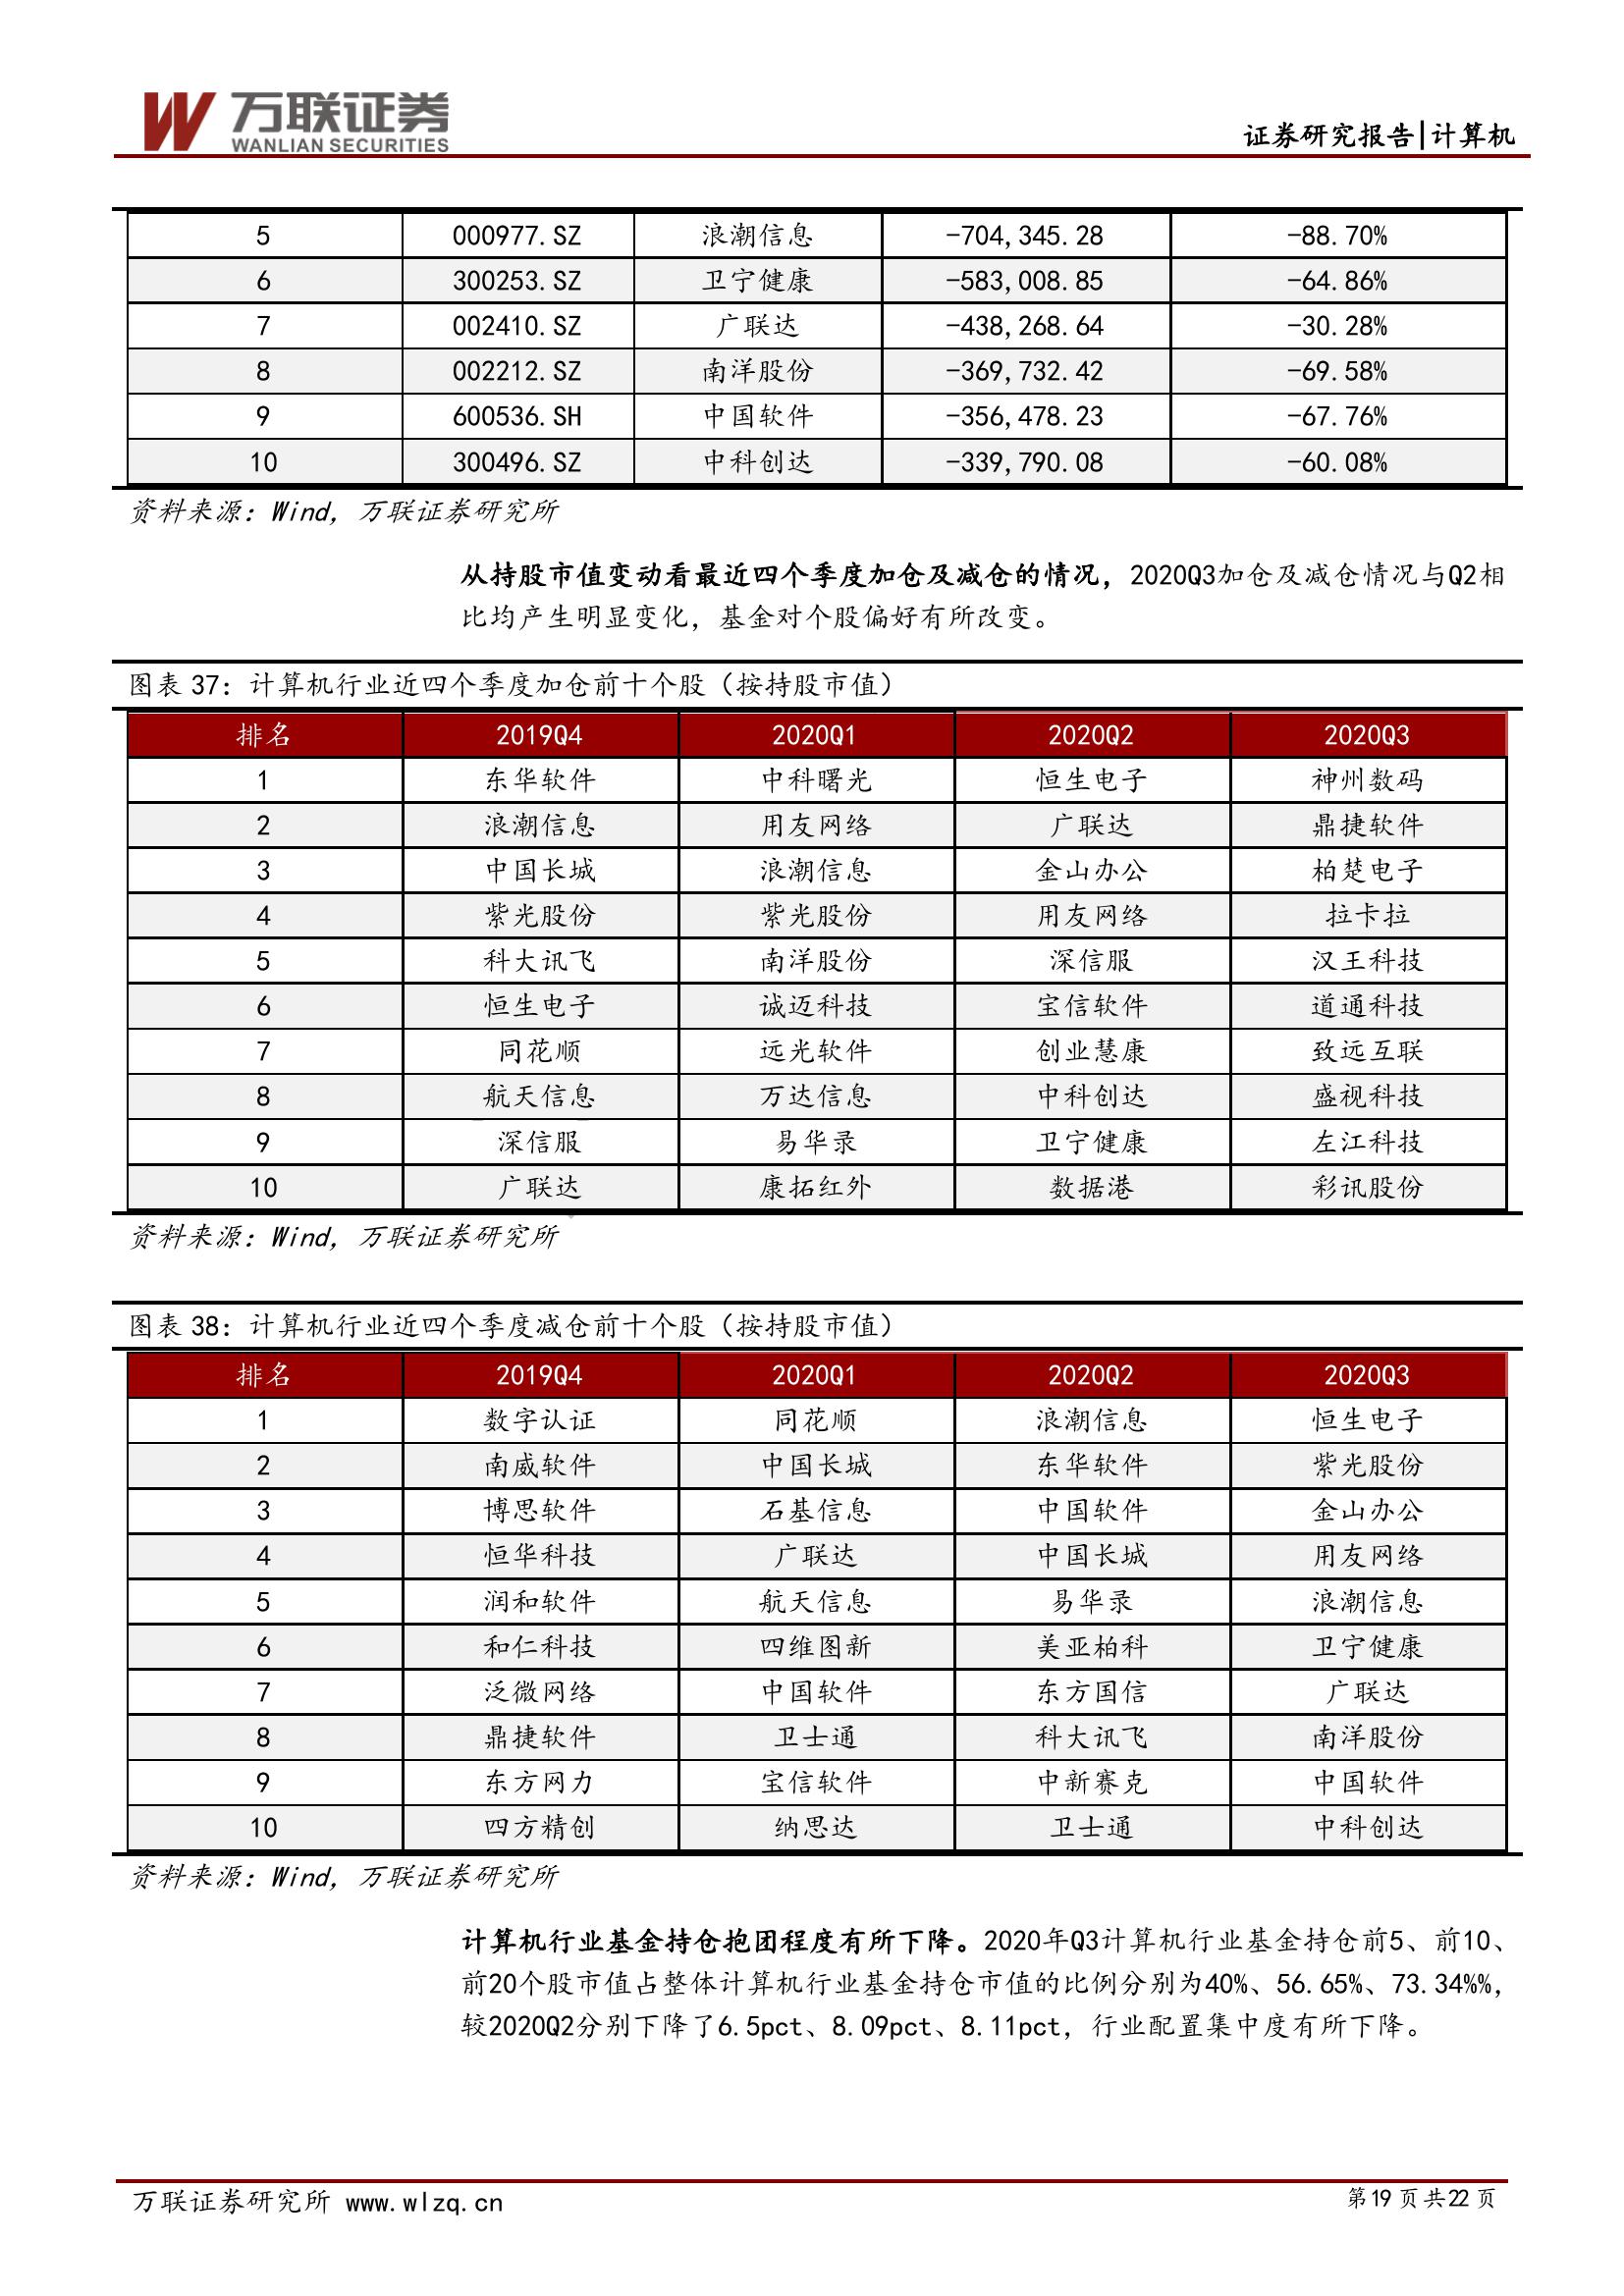 万联证券
WANLIAN SECURITIES
证券研究报告|计算机
5 000977.SZ 浪潮信息 -704,345.28 -88.70%
6 300253.SZ 卫宁健康 -583,008.85 -64.86%
7 002410.SZ 广联达 -438,268.64 -30.28%
8 002212.SZ 南洋股份 -369,732.42 -69.58%
9 600536.SH 中国软件 -356,478.23 -67.76%
10 300496.SZ 中科创达 -339,790.08 -60.08%
资料来源：Wind，万联证券研究所
从持股市值变动看最近四个季度加仓及减仓的情况，2020Q3加仓及减仓情况与Q2相
比均产生明显变化，基金对个股偏好有所改变。
图表 37：计算机行业近四个季度加仓前十个股（按持股市值）
排名 2019Q4 2020Q1 2020Q2 2020Q3
1 东华软件 中科曙光 恒生电子 神州数码
2 浪潮信息 用友网络 广联达 鼎捷软件
3 中国长城 浪潮信息 金山办公 柏楚电子
4 紫光股份 紫光股份 用友网络 拉卡拉
5 科大讯飞 南洋股份 深信服 汉王科技
6 恒生电子 诚迈科技 宝信软件 道通科技
7 同花顺 远光软件 创业慧康 致远互联
8 航天信息 万达信息 中科创达 盛视科技
9 深信服 易华录 卫宁健康 左江科技
10 广联达 康拓红外 数据港 彩讯股份
资料来源：Wind，万联证券研究所
图表 38：计算机行业近四个季度减仓前十个股（按持股市值）
排名 2019Q4 2020Q1 2020Q2 2020Q3
1 数字认证 同花顺 浪潮信息 恒生电子
2 南威软件 中国长城 东华软件 紫光股份
3 博思软件 石基信息 中国软件 金山办公
4 恒华科技 广联达 中国长城 用友网络
5 润和软件 航天信息 易华录 浪潮信息
6 和仁科技 四维图新 美亚柏科 卫宁健康
7 泛微网络 中国软件 东方国信 广联达
8 鼎捷软件 卫士通 科大讯飞 南洋股份
9 东方网力 宝信软件 中新赛克 中国软件
10 四方精创 纳思达 卫士通 中科创达
资料来源：Wind，万联证券研究所
计算机行业基金持仓抱团程度有所下降。2020年Q3计算机行业基金持仓前5、前10、
前20个股市值占整体计算机行业基金持仓市值的比例分别为40%、56.65%、73.34%%，
较2020Q2分别下降了6.5pct、8.09pct、8.11pct，行业配置集中度有所下降。
万联证券研究所 www.wlzq.cn
第19 页 共22 页